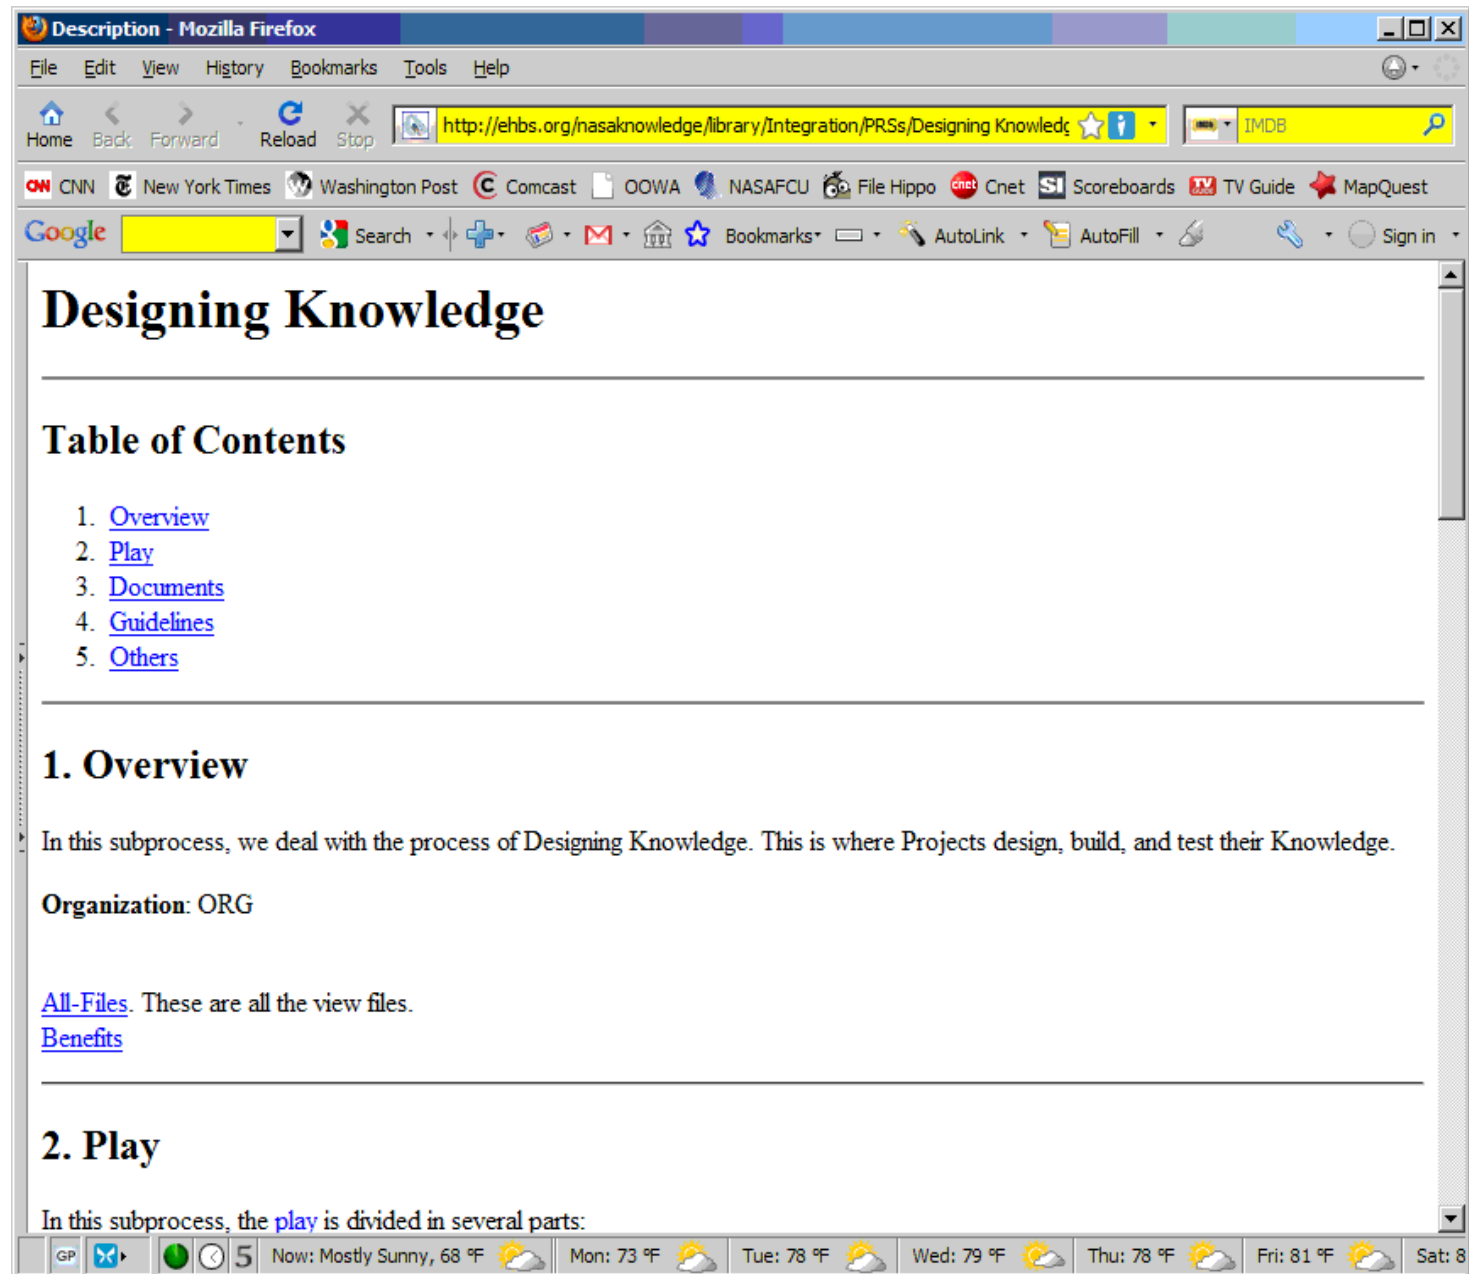 Description - Mozilla Firefox
File Edit View History Bookmarks Tools Help
Home Back Forward Reload Stop http://ehbs.org/nasaknowledge/library/Integration/PRSs/Designing Knowledg IMDB
CNN CNN New York Times Washington Post Comcast OOWA NASAFCU File Hippo cnet Cnet SI Scoreboards TV Guide MapQuest
Google Search Bookmarks AutoLink AutoFill Sign in
Designing Knowledge
Table of Contents
1. Overview
2. Play
3. Documents
4. Guidelines
5. Others
1. Overview
In this subprocess, we deal with the process of Designing Knowledge. This is where Projects design, build, and test their Knowledge.
Organization: ORG
All-Files. These are all the view files.
Benefits
2. Play
In this subprocess, the play is divided in several parts:
GP 5 Now: Mostly Sunny, 68 °F Mon: 73 °F Tue: 78 °F Wed: 79 °F Thu: 78 °F Fri: 81 °F Sat: 8